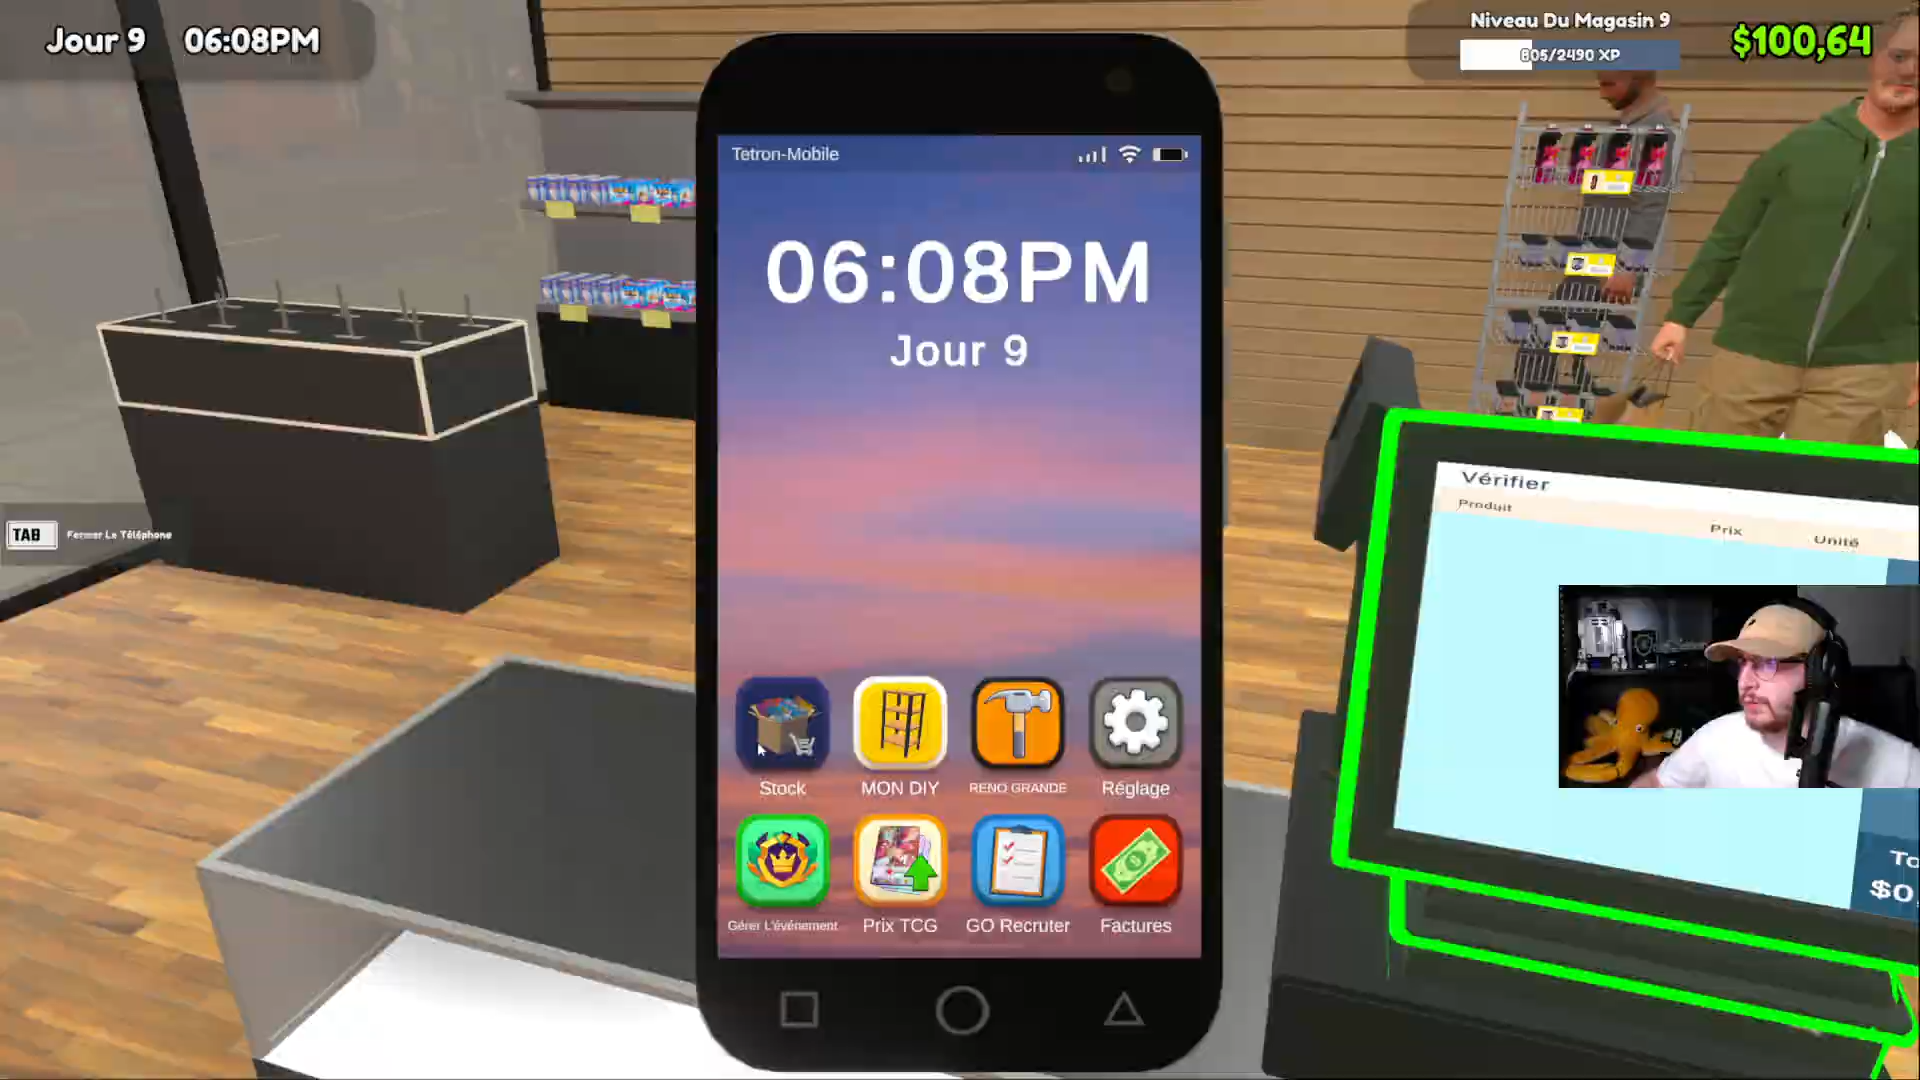 Jour 9 06:08PM
Niveau Du Magasin 9
805/2490 XP
$100,64
Tetron-Mobile
06:08PM
Jour 9
TAB Fermer Le Téléphone
Vérifier
Produit Prix Unité
Stock MON DIY RENO GRANDE Réglage
Gérer L'événement Prix TCG GO Recruter Factures
To
$0